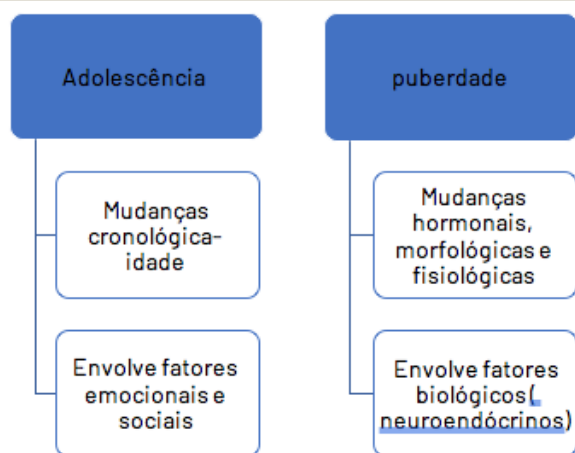 Adolescência
Mudanças
cronológica-
idade
Envolve fatores
emocionais e
sociais
puberdade
Mudanças
hormonais,
morfológicas e
fisiológicas
Envolve fatores
biológicos(
neuroendócrinos)